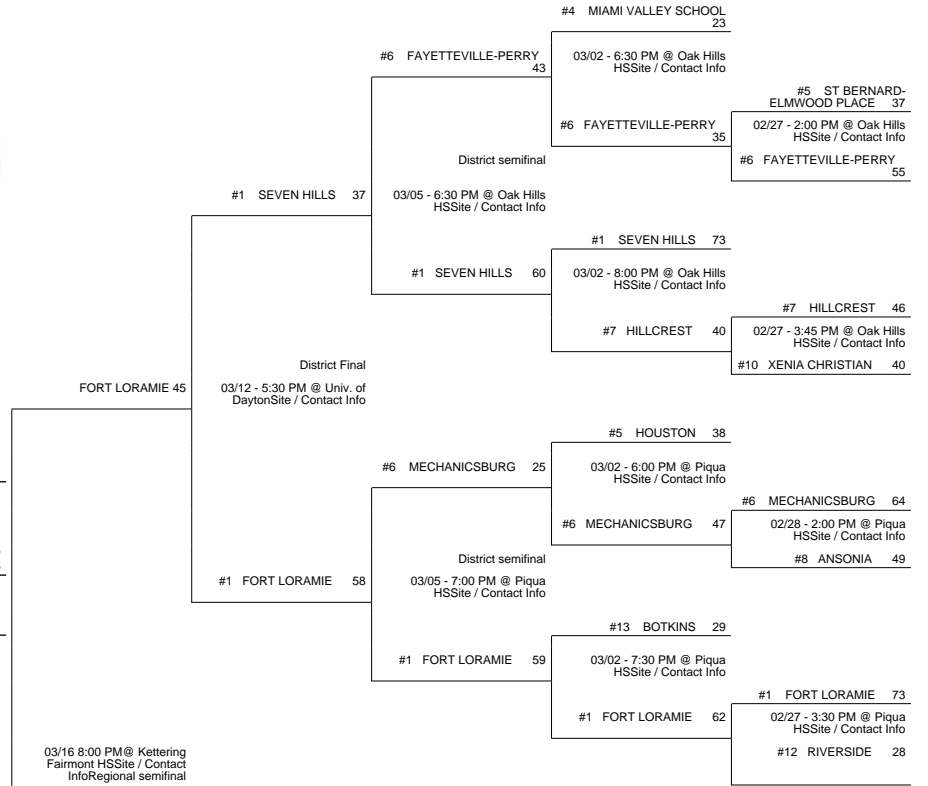 #4 MIAMI VALLEY SCHOOL
23
#6 FAYETTEVILLE-PERRY
43
03/02 - 6:30 PM @ Oak Hills
HSSite / Contact Info
#5 ST BERNARD-
ELMWOOD PLACE 37
#6 FAYETTEVILLE-PERRY
35
02/27 - 2:00 PM @ Oak Hills
HSSite / Contact Info
#6 FAYETTEVILLE-PERRY
55
District semifinal
#1 SEVEN HILLS 37
03/05 - 6:30 PM @ Oak Hills
HSSite / Contact Info
#1 SEVEN HILLS 73
#1 SEVEN HILLS 60
03/02 - 8:00 PM @ Oak Hills
HSSite / Contact Info
#7 HILLCREST 46
#7 HILLCREST 40
02/27 - 3:45 PM @ Oak Hills
HSSite / Contact Info
#10 XENIA CHRISTIAN 40
District Final
FORT LORAMIE 45
03/12 - 5:30 PM @ Univ. of
DaytonSite / Contact Info
#5 HOUSTON 38
#6 MECHANICSBURG 25
03/02 - 6:00 PM @ Piqua
HSSite / Contact Info
#6 MECHANICSBURG 64
#6 MECHANICSBURG 47
02/28 - 2:00 PM @ Piqua
HSSite / Contact Info
#8 ANSONIA 49
District semifinal
#1 FORT LORAMIE 58
03/05 - 7:00 PM @ Piqua
HSSite / Contact Info
#13 BOTKINS 29
#1 FORT LORAMIE 59
03/02 - 7:30 PM @ Piqua
HSSite / Contact Info
#1 FORT LORAMIE 73
#1 FORT LORAMIE 62
02/27 - 3:30 PM @ Piqua
HSSite / Contact Info
#12 RIVERSIDE 28
03/16 8:00 PM@ Kettering
Fairmont HSSite / Contact
InfoRegional semifinal